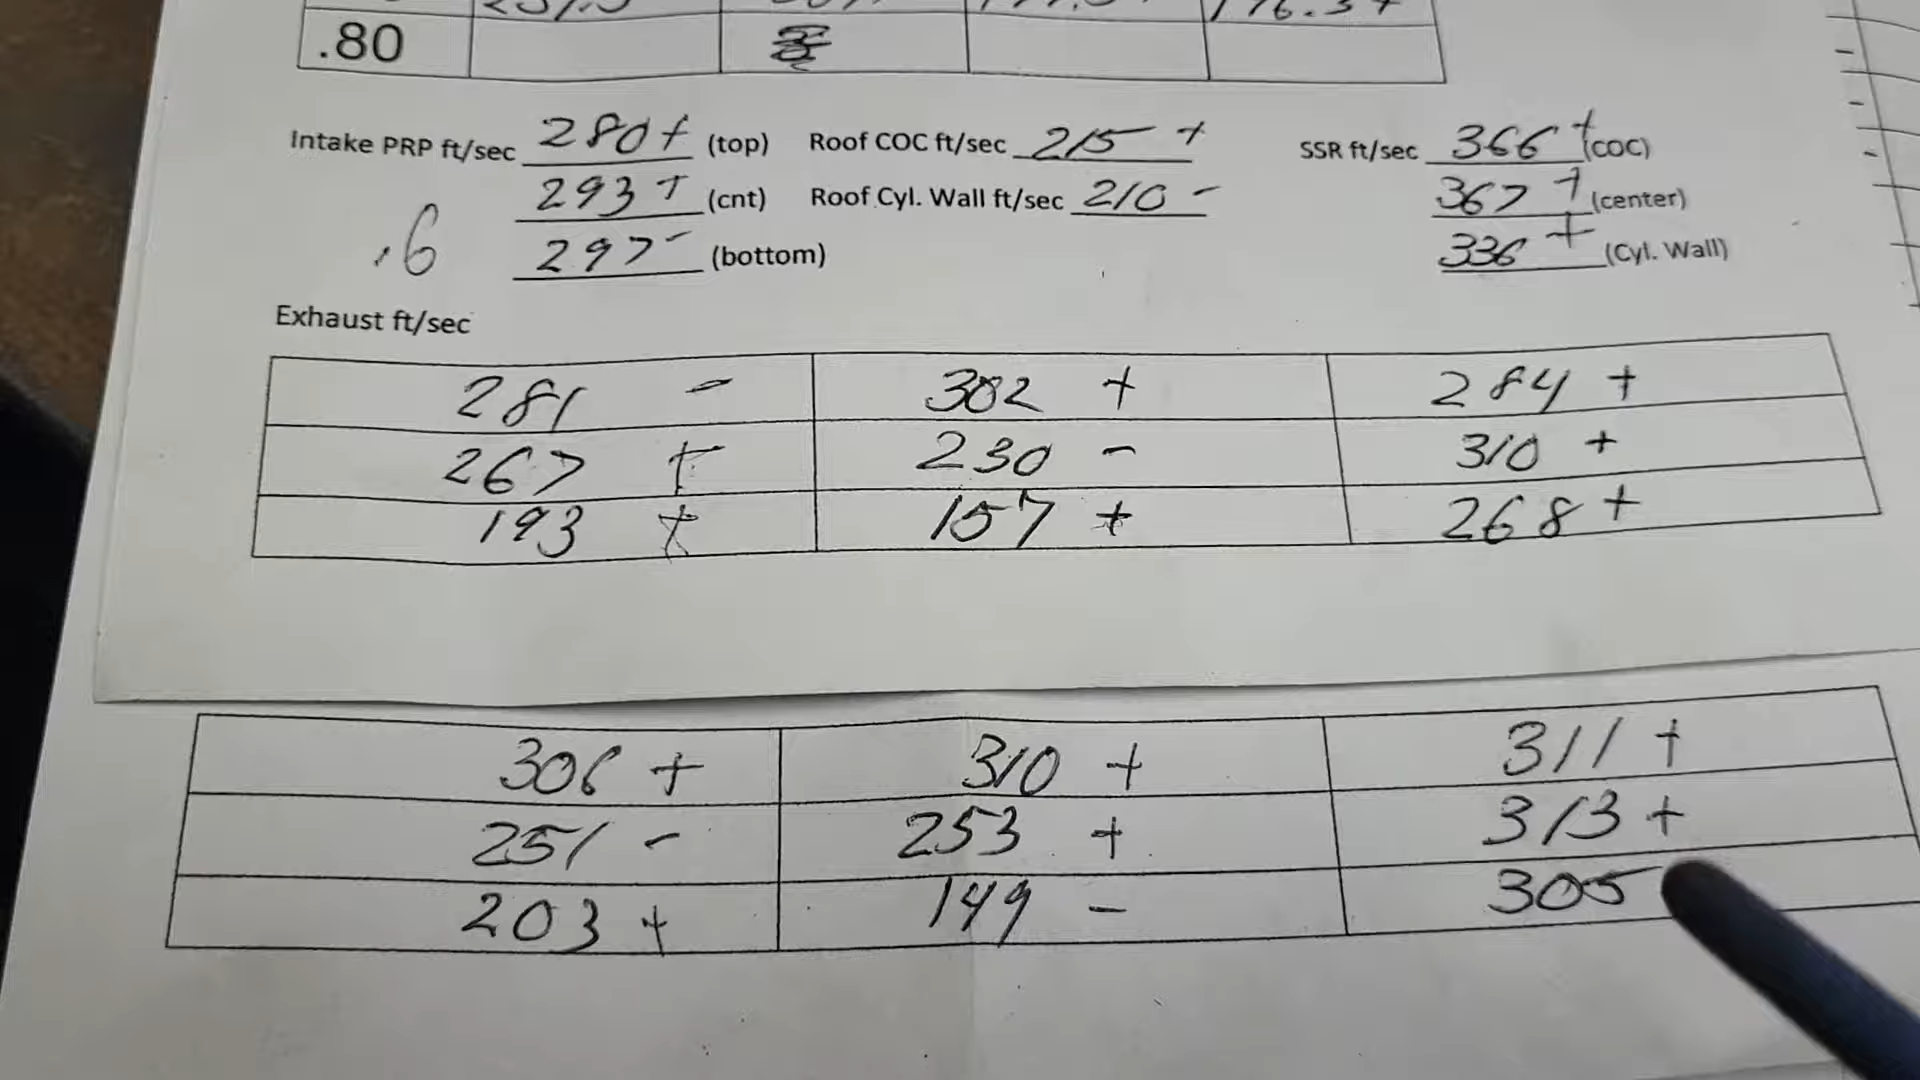 .80
Intake PRP ft/sec 280+ (top) Roof COC ft/sec 215 + SSR ft/sec 366+ (COC)
293+ (cnt) Roof Cyl. Wall ft/sec 210 - 367+ (center)
.6 297- (bottom) 336+ (Cyl. Wall)
Exhaust ft/sec
281 - 302 + 284 +
267 + 230 - 310 +
193 + 157 + 268 +
306 + 310 + 311 +
251 - 253 + 313 +
203 + 149 - 305